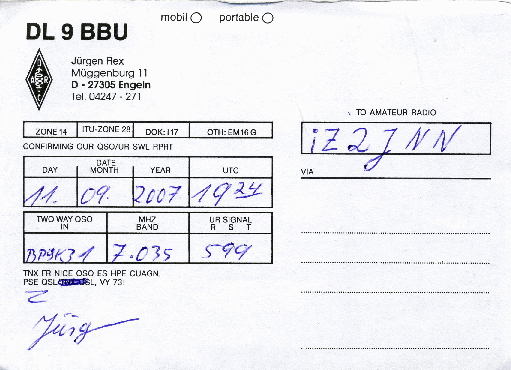 mobil portable
DL 9 BBU
Jürgen Rex
Müggenburg 11
D - 27305 Engeln
Tel. 04247 - 271
TO AMATEUR RADIO
iZ2JNN
ZONE 14 ITU-ZONE 28 DOK: I17 QTH: EM16G
CONFIRMING OUR QSO/UR SWL RPRT
VIA
DAY DATE MONTH YEAR UTC
11. 09. 2007 1924
TWO WAY QSO IN MHZ BAND UR SIGNAL R S T
BPSK31 7.035 599
TNX FR NICE QSO ES HPE CUAGN.
PSE QSL, VY 73:
Jürg